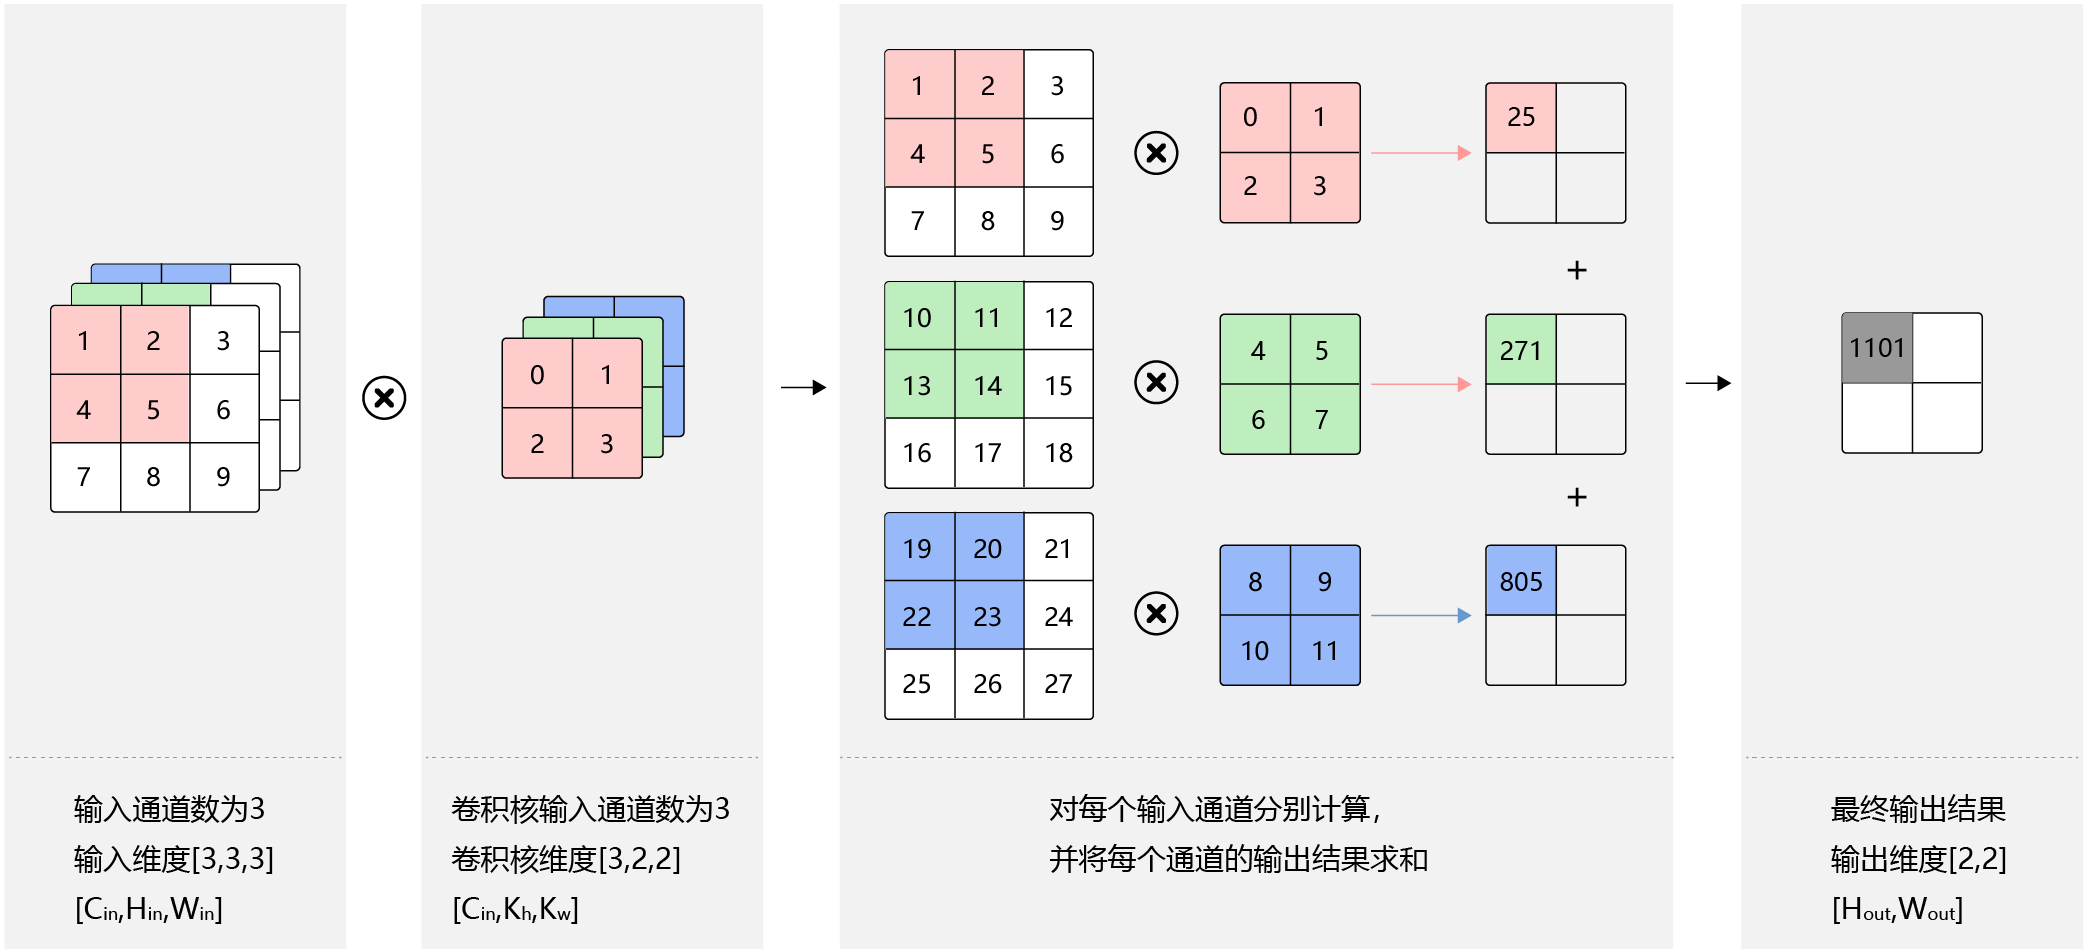 1 2 3
4 5 6
7 8 9
0 1
2 3
1 2 3
4 5 6
7 8 9
0 1
2 3
25
+
10 11 12
13 14 15
16 17 18
4 5
6 7
271
+
19 20 21
22 23 24
25 26 27
8 9
10 11
805
1101
输入通道数为3
输入维度[3,3,3]
[Cin,Hin,Win]
卷积核输入通道数为3
卷积核维度[3,2,2]
[Cin,Kh,Kw]
对每个输入通道分别计算，
并将每个通道的输出结果求和
最终输出结果
输出维度[2,2]
[Hout,Wout]